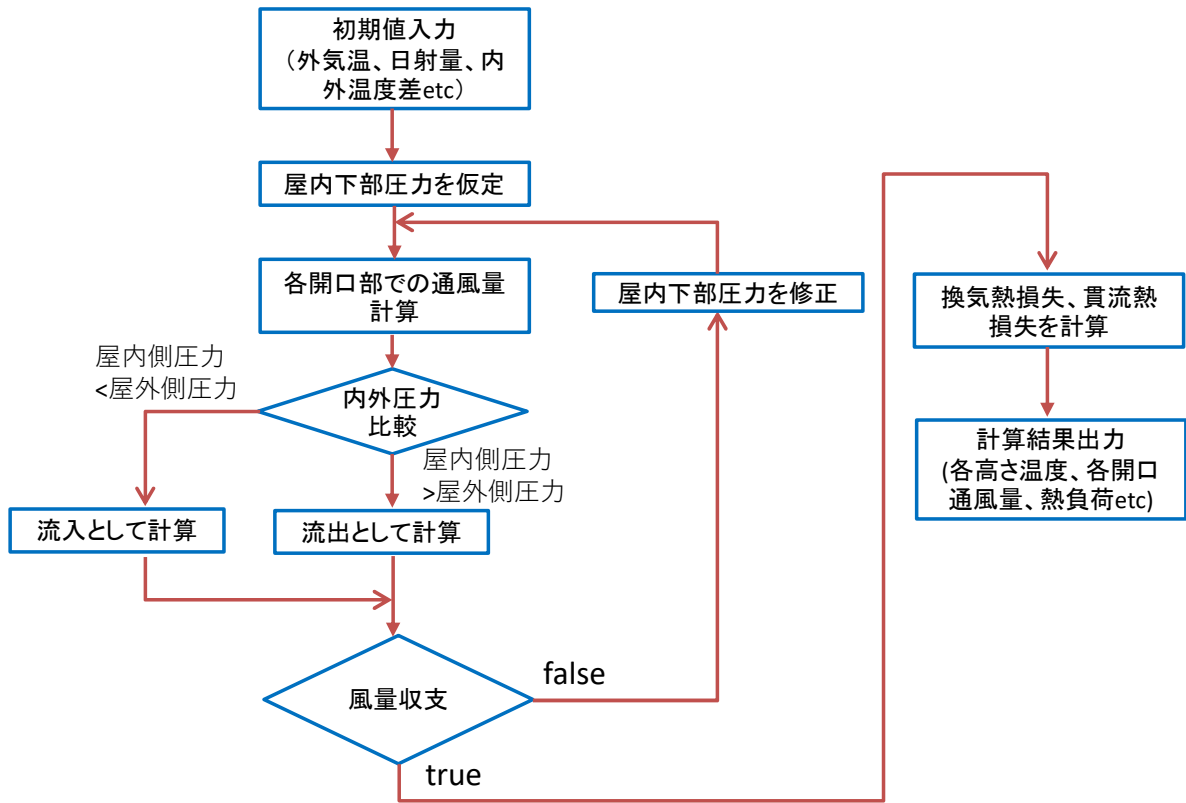 初期値入力
（外気温、日射量、内
外温度差etc）
屋内下部圧力を仮定
各開口部での通風量
計算
屋内下部圧力を修正
換気熱損失、貫流熱
損失を計算
屋内側圧力
<屋外側圧力
内外圧力
比較
屋内側圧力
>屋外側圧力
計算結果出力
(各高さ温度、各開口
通風量、熱負荷etc)
流入として計算
流出として計算
風量収支
false
true